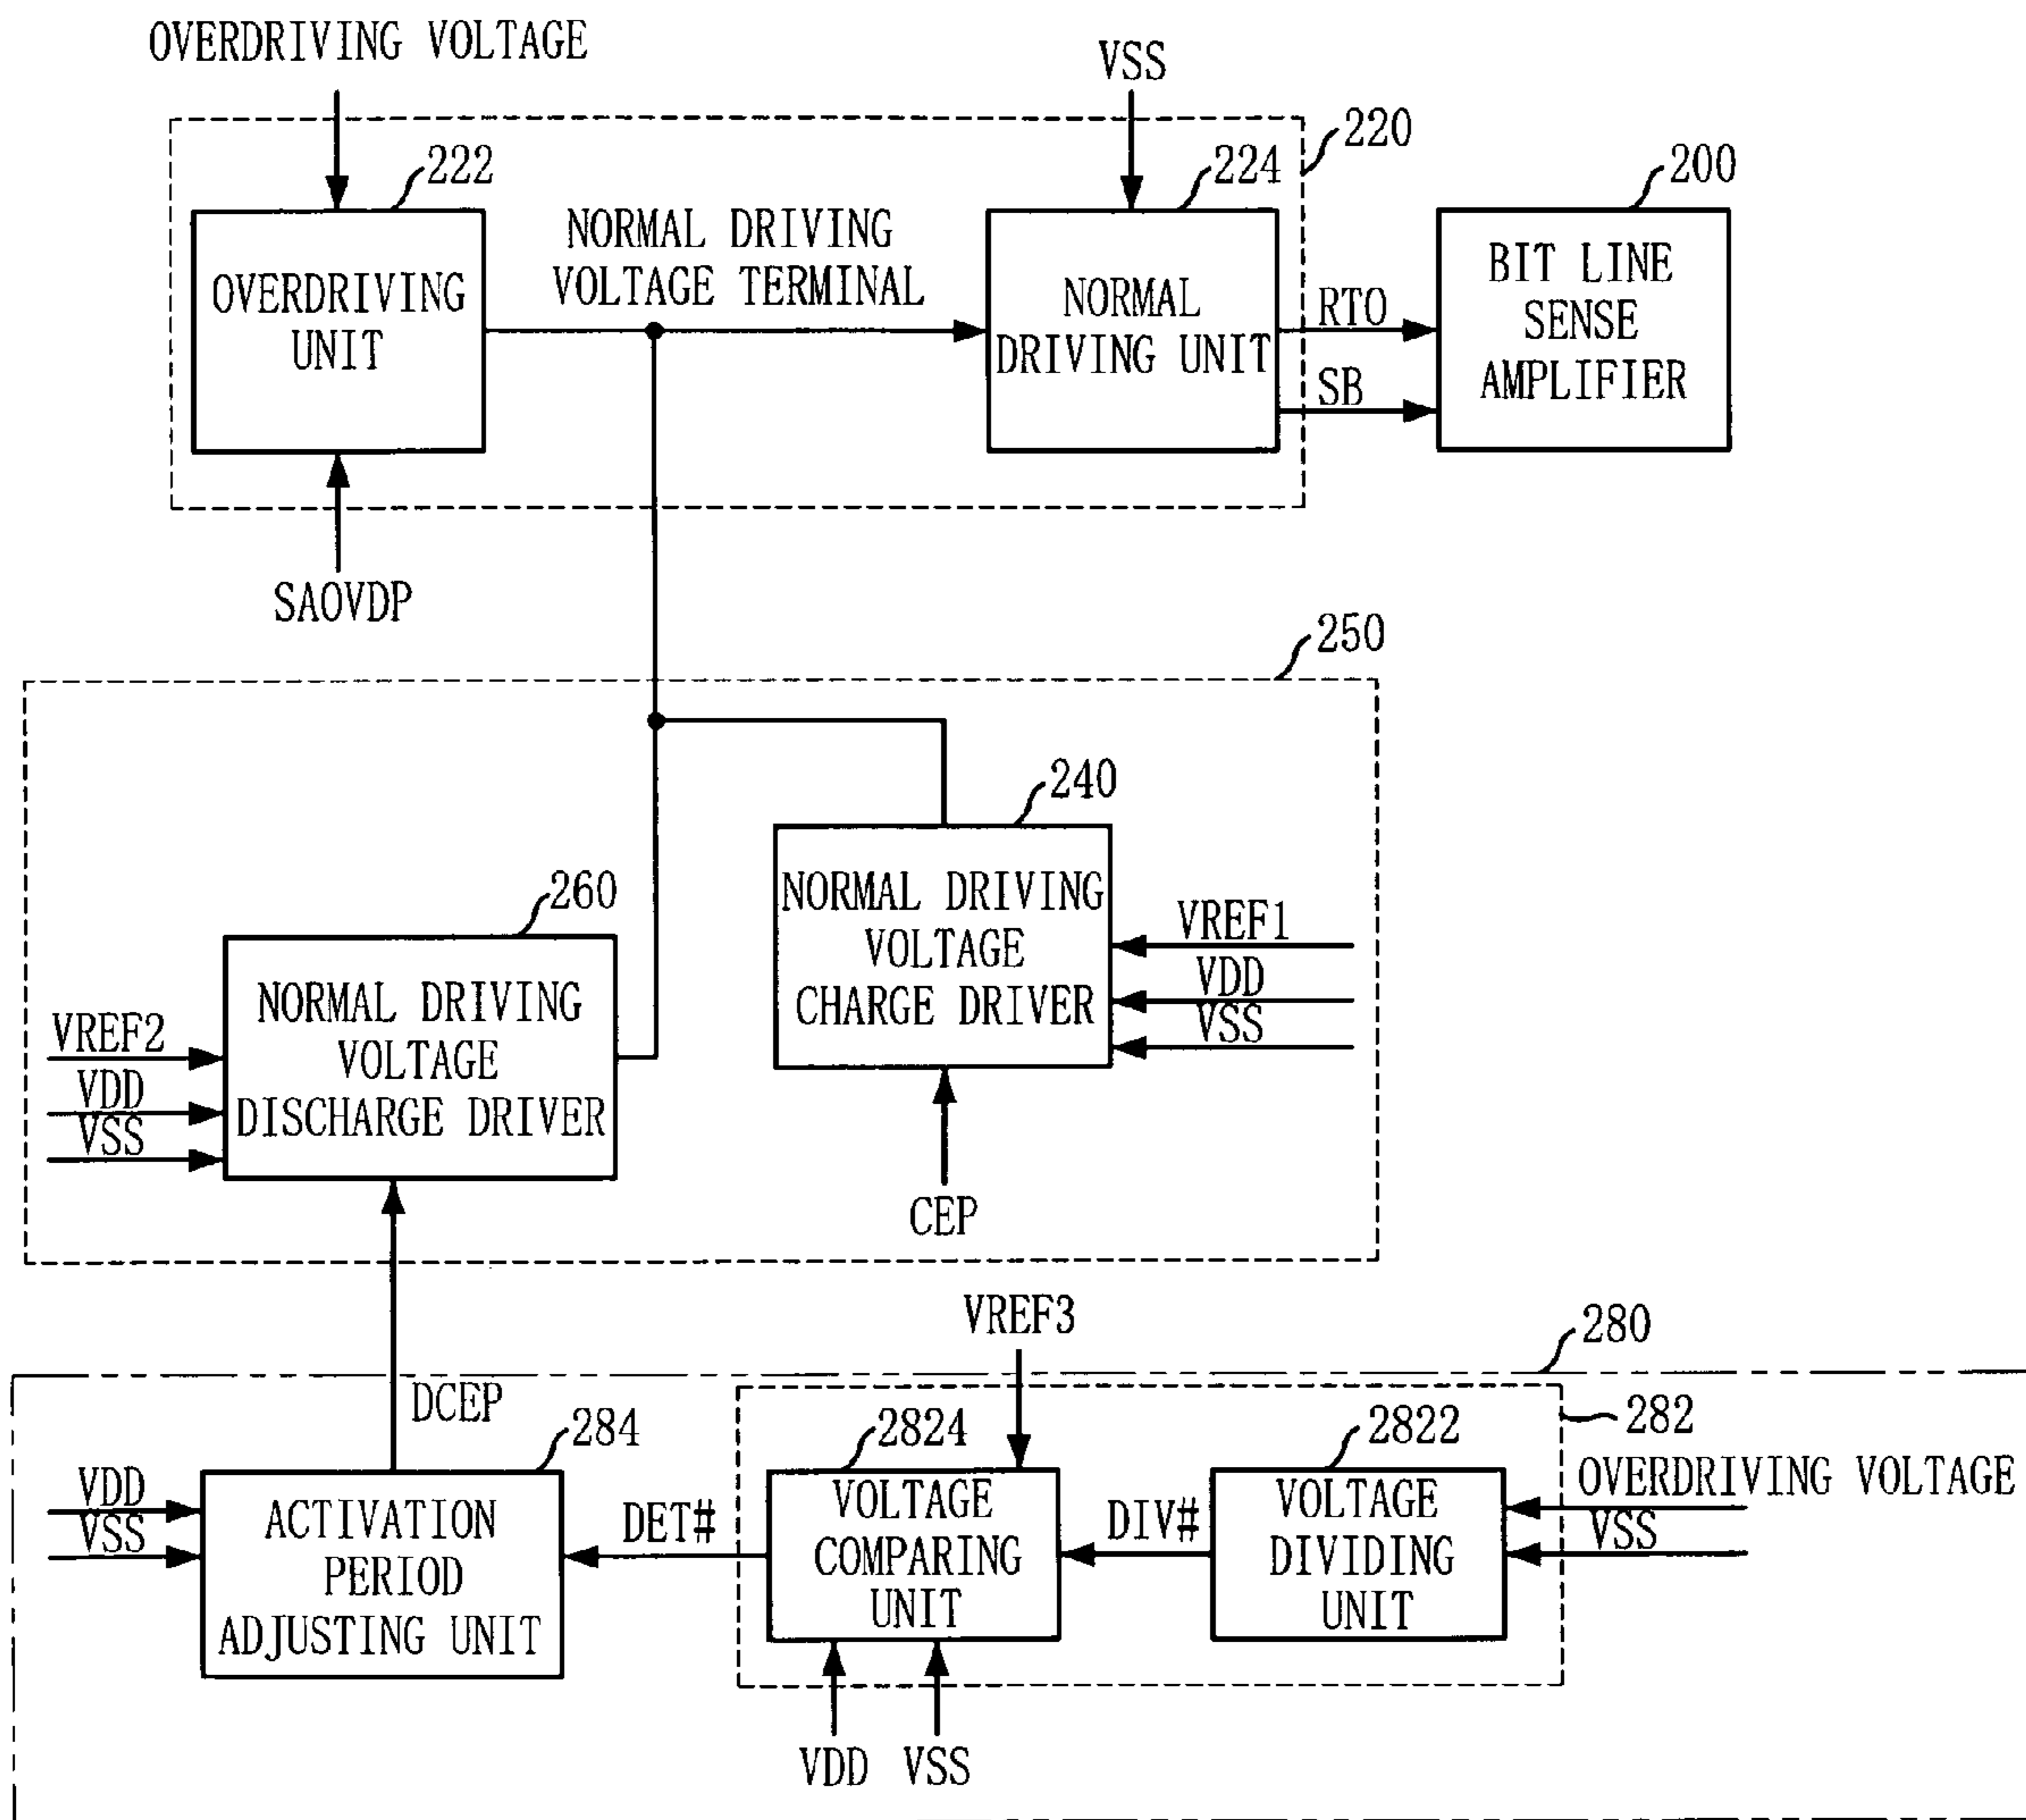 OVERDRIVING VOLTAGE
VSS
220
222
224
200
OVERDRIVING
UNIT
NORMAL DRIVING
VOLTAGE TERMINAL
NORMAL
DRIVING UNIT
RTO
SB
BIT LINE
SENSE
AMPLIFIER
SAOVDP
250
240
NORMAL DRIVING
VOLTAGE
CHARGE DRIVER
VREF1
VDD
VSS
CEP
260
NORMAL DRIVING
VOLTAGE
DISCHARGE DRIVER
VREF2
VDD
VSS
VREF3
280
DCEP
282
284
2824
2822
VDD
VSS
ACTIVATION
PERIOD
ADJUSTING UNIT
DET#
VOLTAGE
COMPARING
UNIT
DIV#
VOLTAGE
DIVIDING
UNIT
OVERDRIVING VOLTAGE
VSS
VDD
VSS